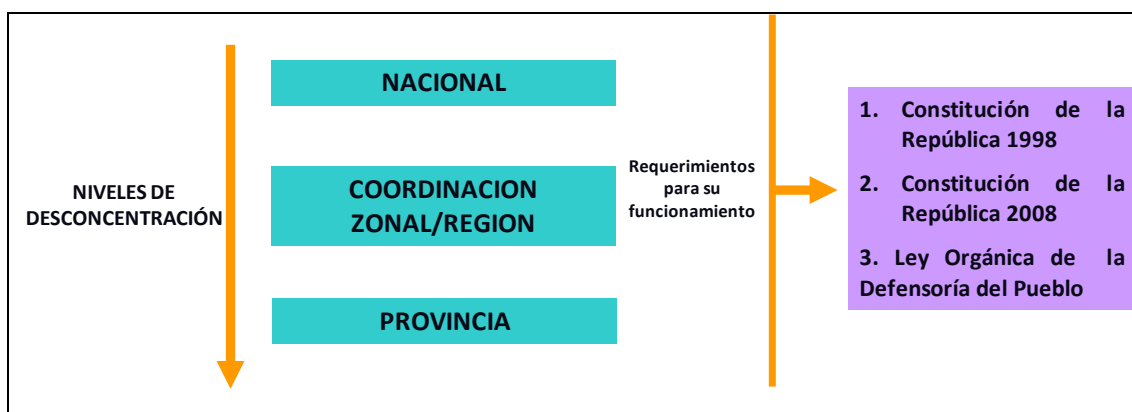 NIVELES DE
DESCONCENTRACIÓN
NACIONAL
COORDINACION
ZONAL/REGION
PROVINCIA
Requerimientos
para su
funcionamiento
1. Constitución de la
República 1998
2. Constitución de la
República 2008
3. Ley Orgánica de la
Defensoría del Pueblo